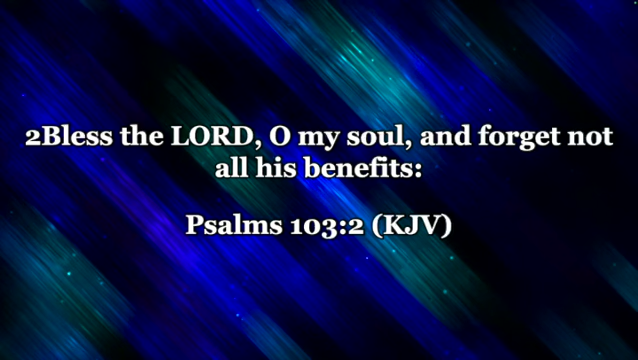 2Bless the LORD, O my soul, and forget not
all his benefits:
Psalms 103:2 (KJV)